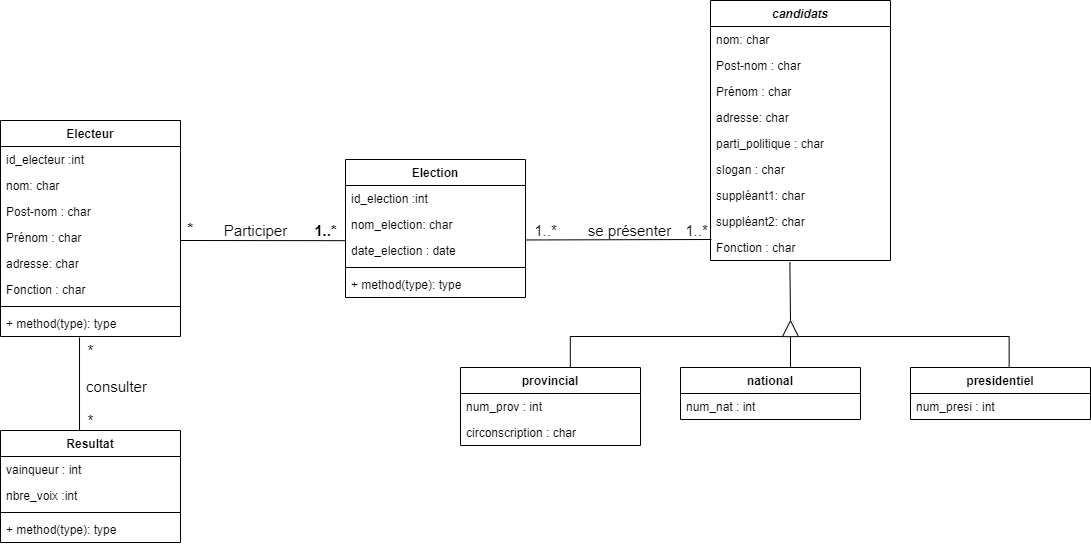 Electeur
id_electeur :int
nom: char
Post-nom : char
Prénom : char
adresse: char
Fonction : char
+ method(type): type
*
Participer
1..*
Election
id_election :int
nom_election: char
date_election : date
+ method(type): type
1..*
se présenter
1..*
candidats
nom: char
Post-nom : char
Prénom : char
adresse: char
parti_politique : char
slogan : char
suppléant1: char
suppléant2: char
Fonction : char
*
consulter
*
Resultat
vainqueur : int
nbre_voix :int
+ method(type): type
provincial
num_prov : int
circonscription : char
national
num_nat : int
presidentiel
num_presi : int